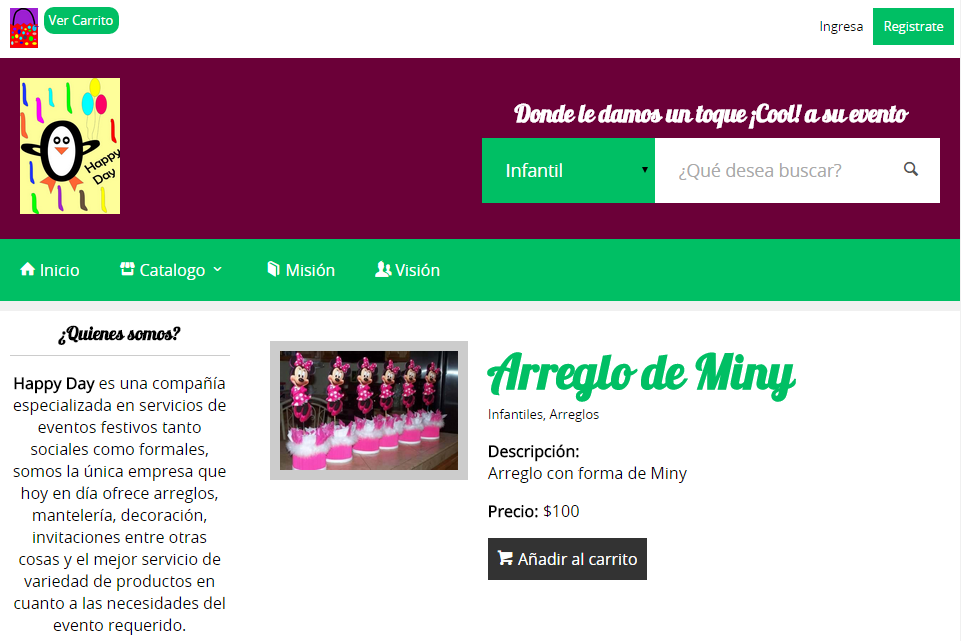 Ver Carrito
Ingresa
Registrate
Happy
Day
Donde le damos un toque ¡Cool! a su evento
Infantil
¿Qué desea buscar?
Inicio
Catalogo
Misión
Visión
¿Quienes somos?
Happy Day es una compañía
especializada en servicios de
eventos festivos tanto
sociales como formales,
somos la única empresa que
hoy en día ofrece arreglos,
mantelería, decoración,
invitaciones entre otras
cosas y el mejor servicio de
variedad de productos en
cuanto a las necesidades del
evento requerido.
Arreglo de Miny
Infantiles, Arreglos
Descripción:
Arreglo con forma de Miny
Precio: $100
Añadir al carrito